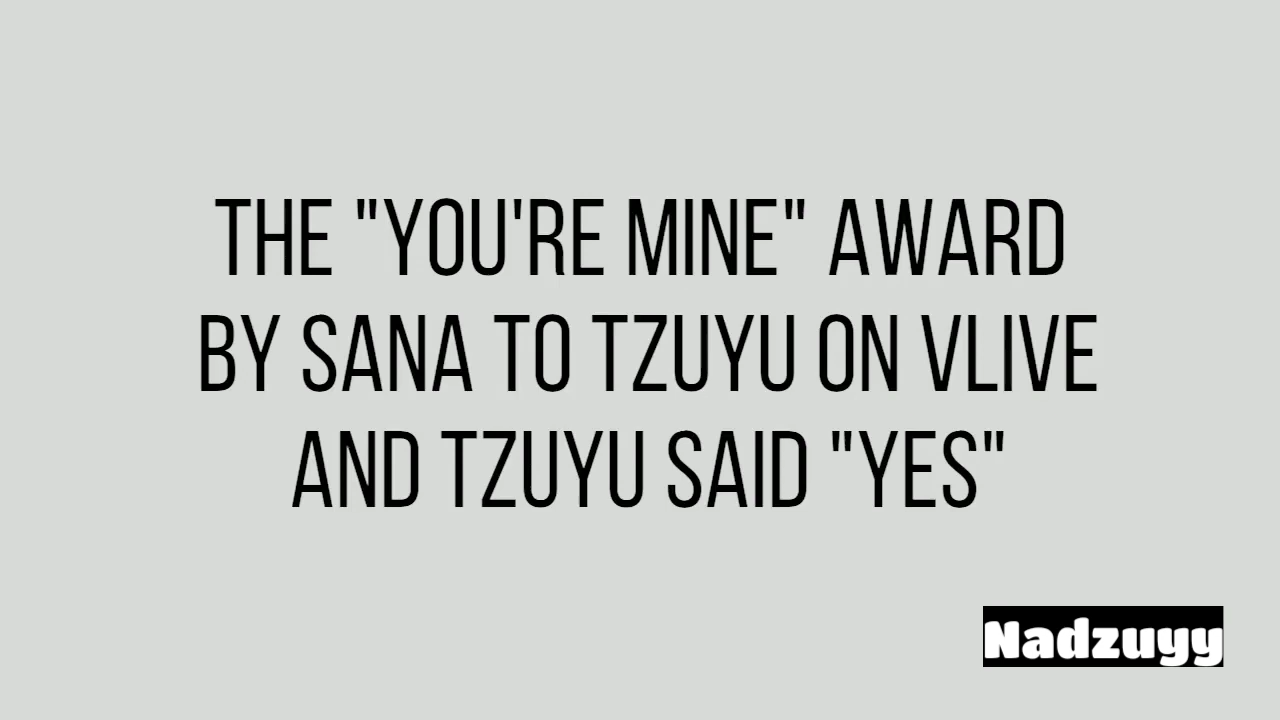 THE "YOU'RE MINE" AWARD
BY SANA TO TZUYU ON VLIVE
AND TZUYU SAID "YES"
Nadzuyy